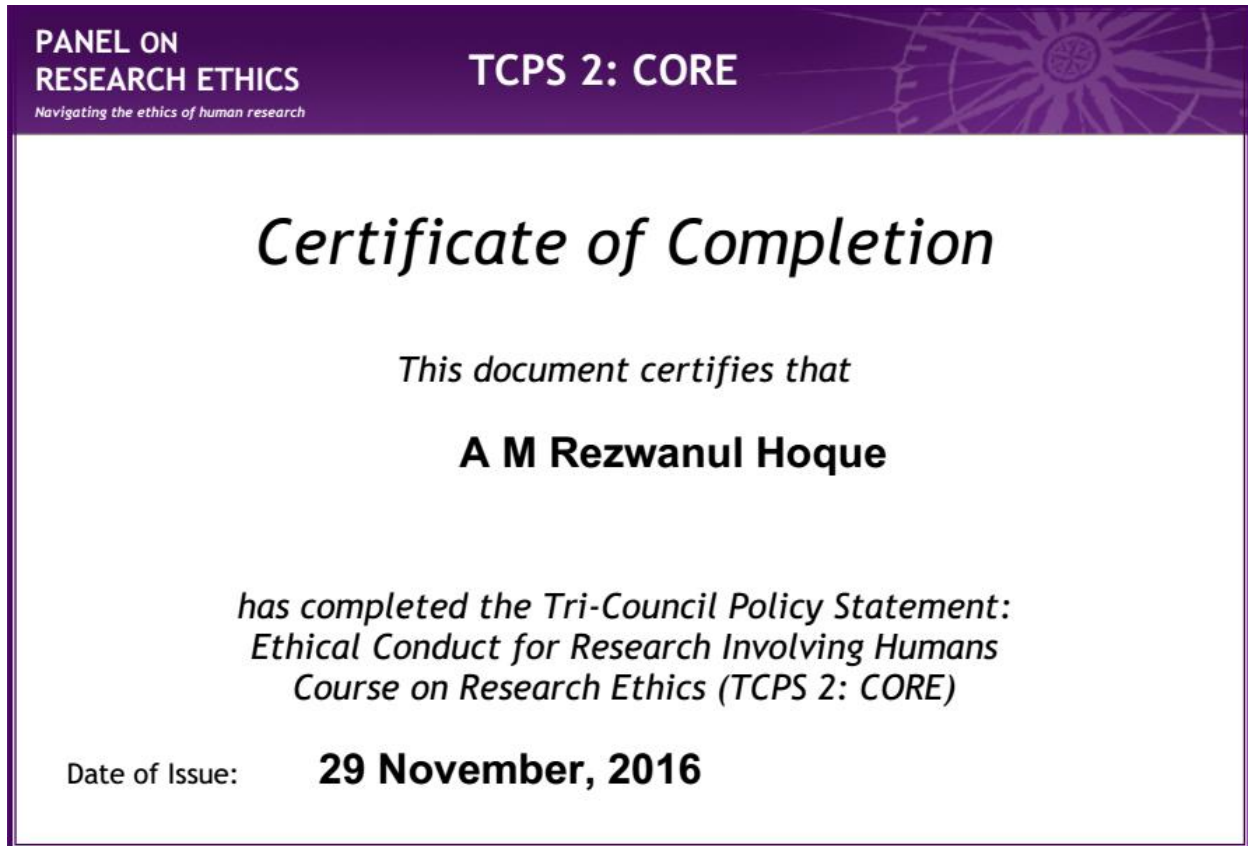 PANEL ON
RESEARCH ETHICS
Navigating the ethics of human research
TCPS 2: CORE
Certificate of Completion
This document certifies that
A M Rezwanul Hoque
has completed the Tri-Council Policy Statement:
Ethical Conduct for Research Involving Humans
Course on Research Ethics (TCPS 2: CORE)
Date of Issue: 29 November, 2016